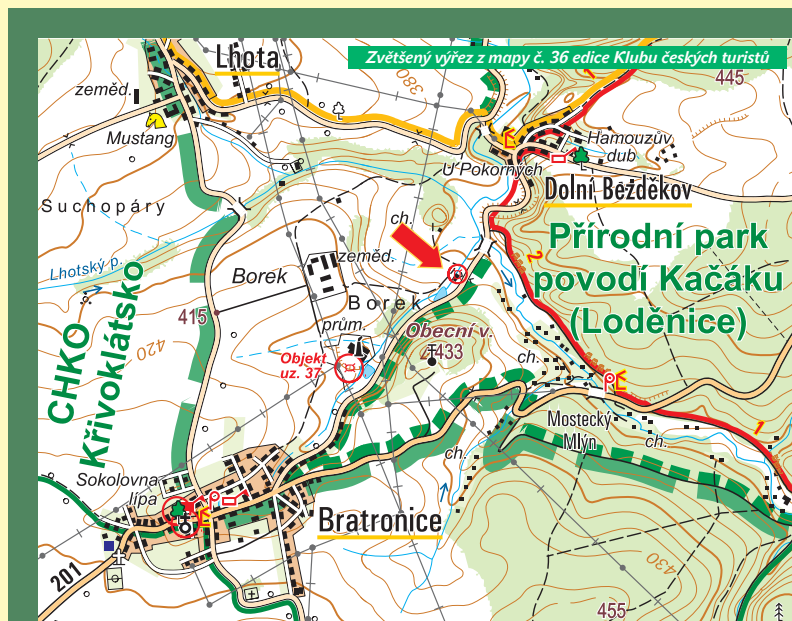 Zvětšený výřez z mapy č. 36 edice Klubu českých turistů
Lhota
380
445
1
zeměd.
Mustang
Hamouzův
dub
U Pokorných
Dolní Bežděkov
Suchopáry
ch.
Přírodní park
povodí Kačáku
(Loděnice)
2
zeměd.
Lhotský p.
Borek
Borek
CHKO
Křivoklátsko
415
420
prům.
Obecní v.
433
Objekt
uz. 37
ch.
Mostecký
Mlýn
ch.
1
ch.
Sokolovna
lípa
Bratronice
201
430
455